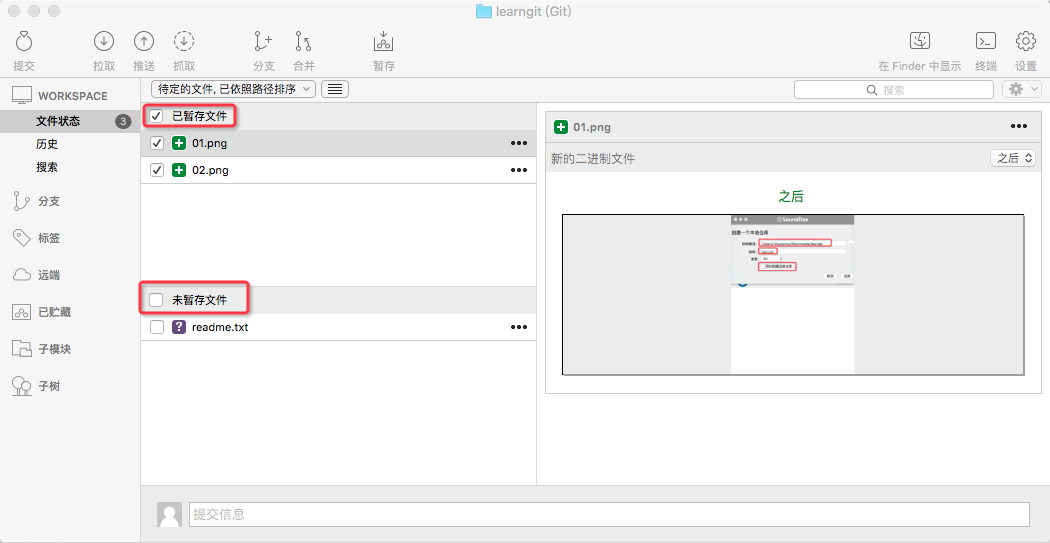 learngit (Git)
提交
拉取
推送
抓取
分支
合并
暂存
在 Finder 中显示
终端
设置
WORKSPACE
文件状态 3
历史
搜索
分支
标签
远端
已贮藏
子模块
子树
待定的文件, 已依照路径排序
搜索
已暂存文件
01.png
02.png
未暂存文件
? readme.txt
01.png
新的二进制文件
之后
之后
SourceTree
创建一个本地仓库
提交信息